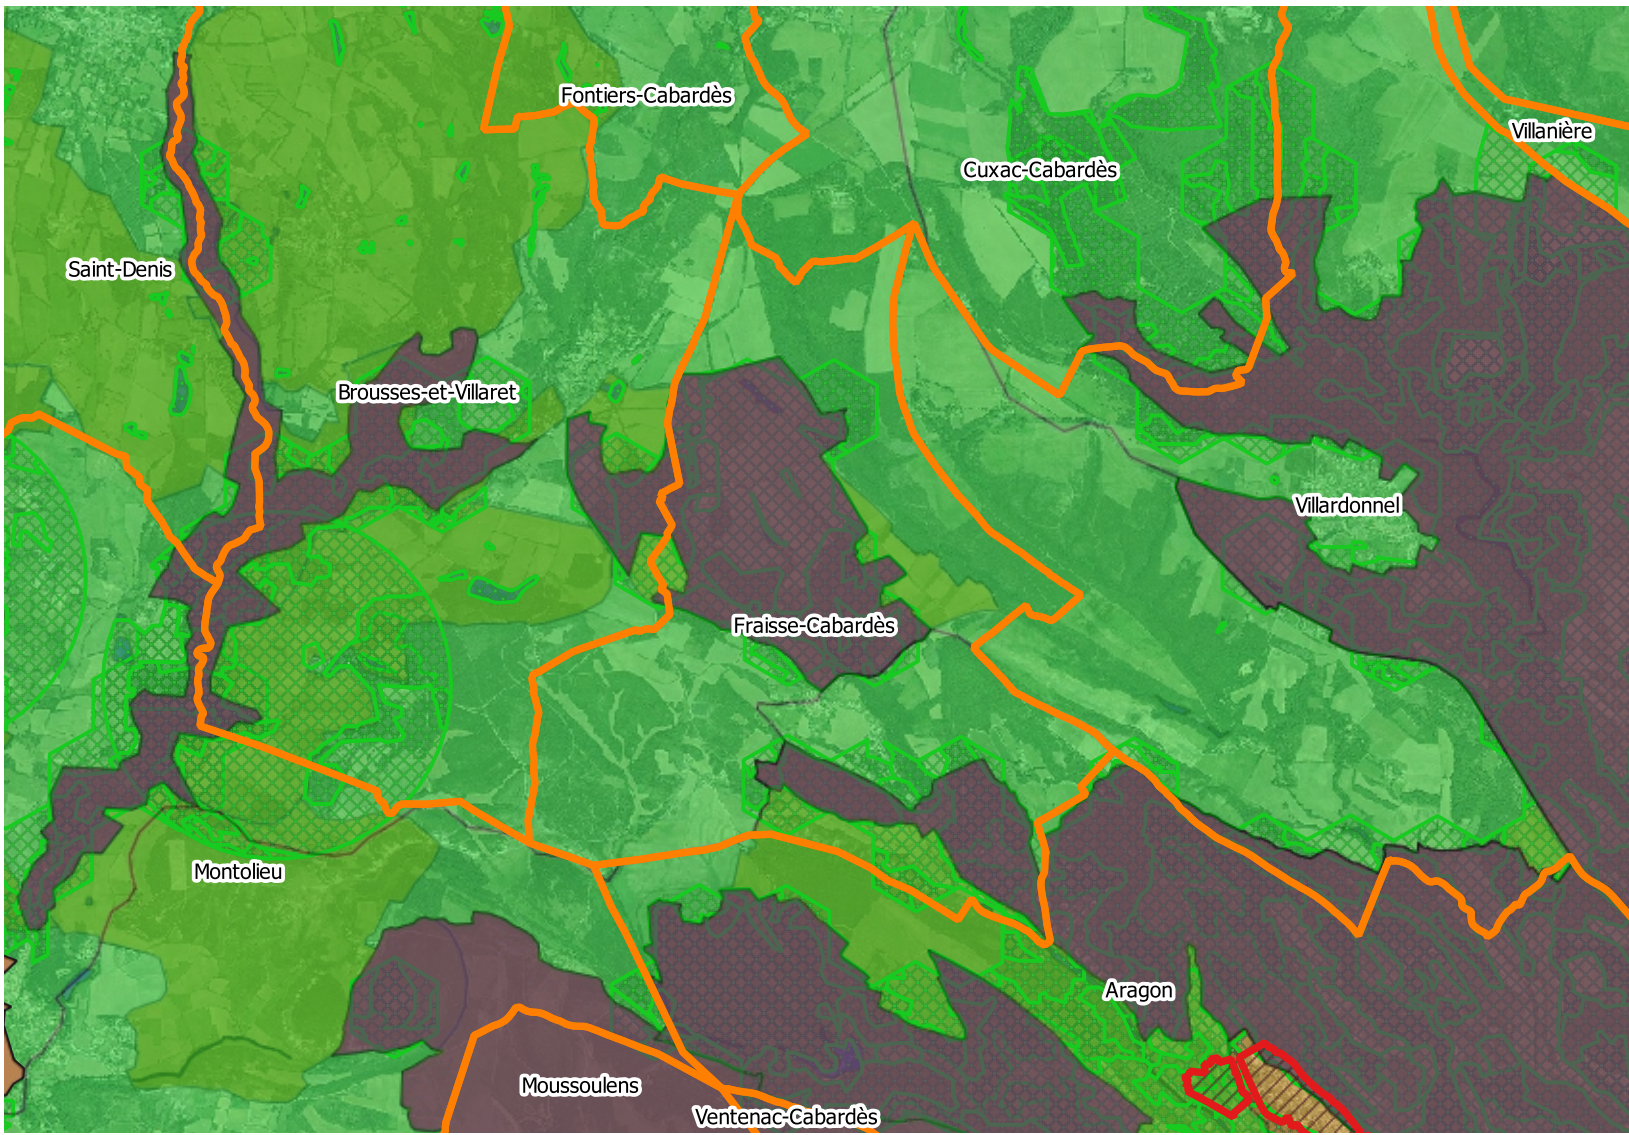 Fontiers-Cabardès
Villanière
Cuxac-Cabardès
Saint-Denis
Brousses-et-Villaret
Villardonnel
Fraisse-Cabardès
Montolieu
Aragon
Moussoulens
Ventenac-Cabardès